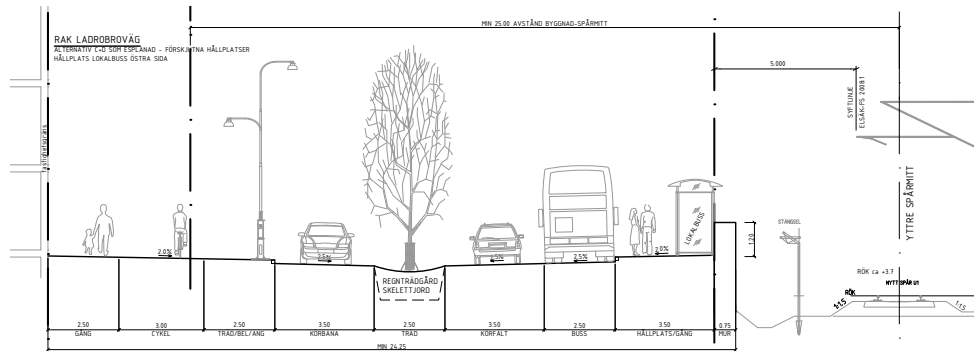 MIN 25.00 AVSTÅND BYGGNAD-SPÅRMITT
RAK LADROBROVÄG
ALTERNATIV C+D SOM ESPLANAD - FÖRSKJUTNA HÅLLPLATSER
HÅLLPLATS LOKALBUSS ÖSTRA SIDA
5.000
SYFTLINJE
ELSÄK-FS 2008:1
Fastighetsgräns
YTTRE SPÅRMITT
LOKALBUSS
STÄNGSEL
1.20
2.0%
2.5%
2.5%
2.5%
2.0%
REGNTRÄDGÅRD
SKELETTJORD
RÖK ca +3.7
NYTT SPÅR U1
RÖK
1:1.5
1:1.5
2.50 3.00 2.50 3.50 2.50 3.50 2.50 3.50 0.75
GÅNG CYKEL TRÄD/BEL/ANG KÖRBANA TRÄD KÖRFÄLT BUSS HÅLLPLATS/GÅNG MUR
MIN 24.25